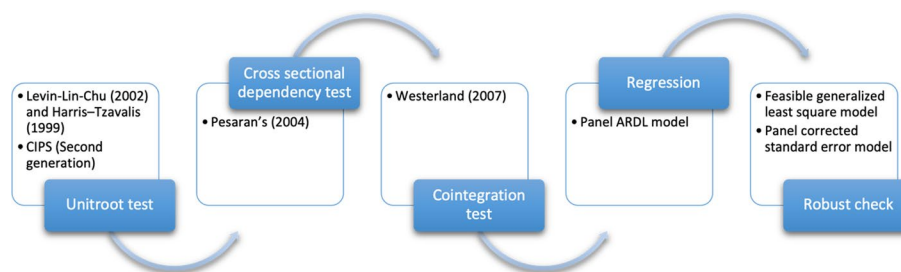 • Levin-Lin-Chu (2002)
and Harris–Tzavalis
(1999)
• CIPS (Second
generation)
Unitroot test
Cross sectional
dependency test
• Pesaran's (2004)
• Westerland (2007)
Cointegration
test
Regression
• Panel ARDL model
• Feasible generalized
least square model
• Panel corrected
standard error model
Robust check